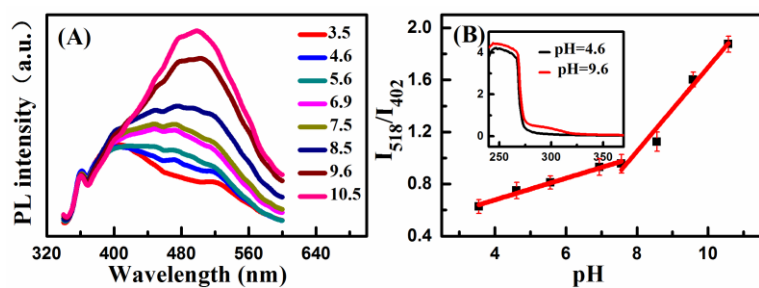 (A)
3.5
4.6
5.6
6.9
7.5
8.5
9.6
10.5
PL intensity（a.u.）
320 400 480 560 640
Wavelength (nm)
(B)
2.0
1.6
1.2
0.8
0.4
I518/I402
4 6 8 10
pH
pH=4.6
pH=9.6
4
2
0
250 300 350